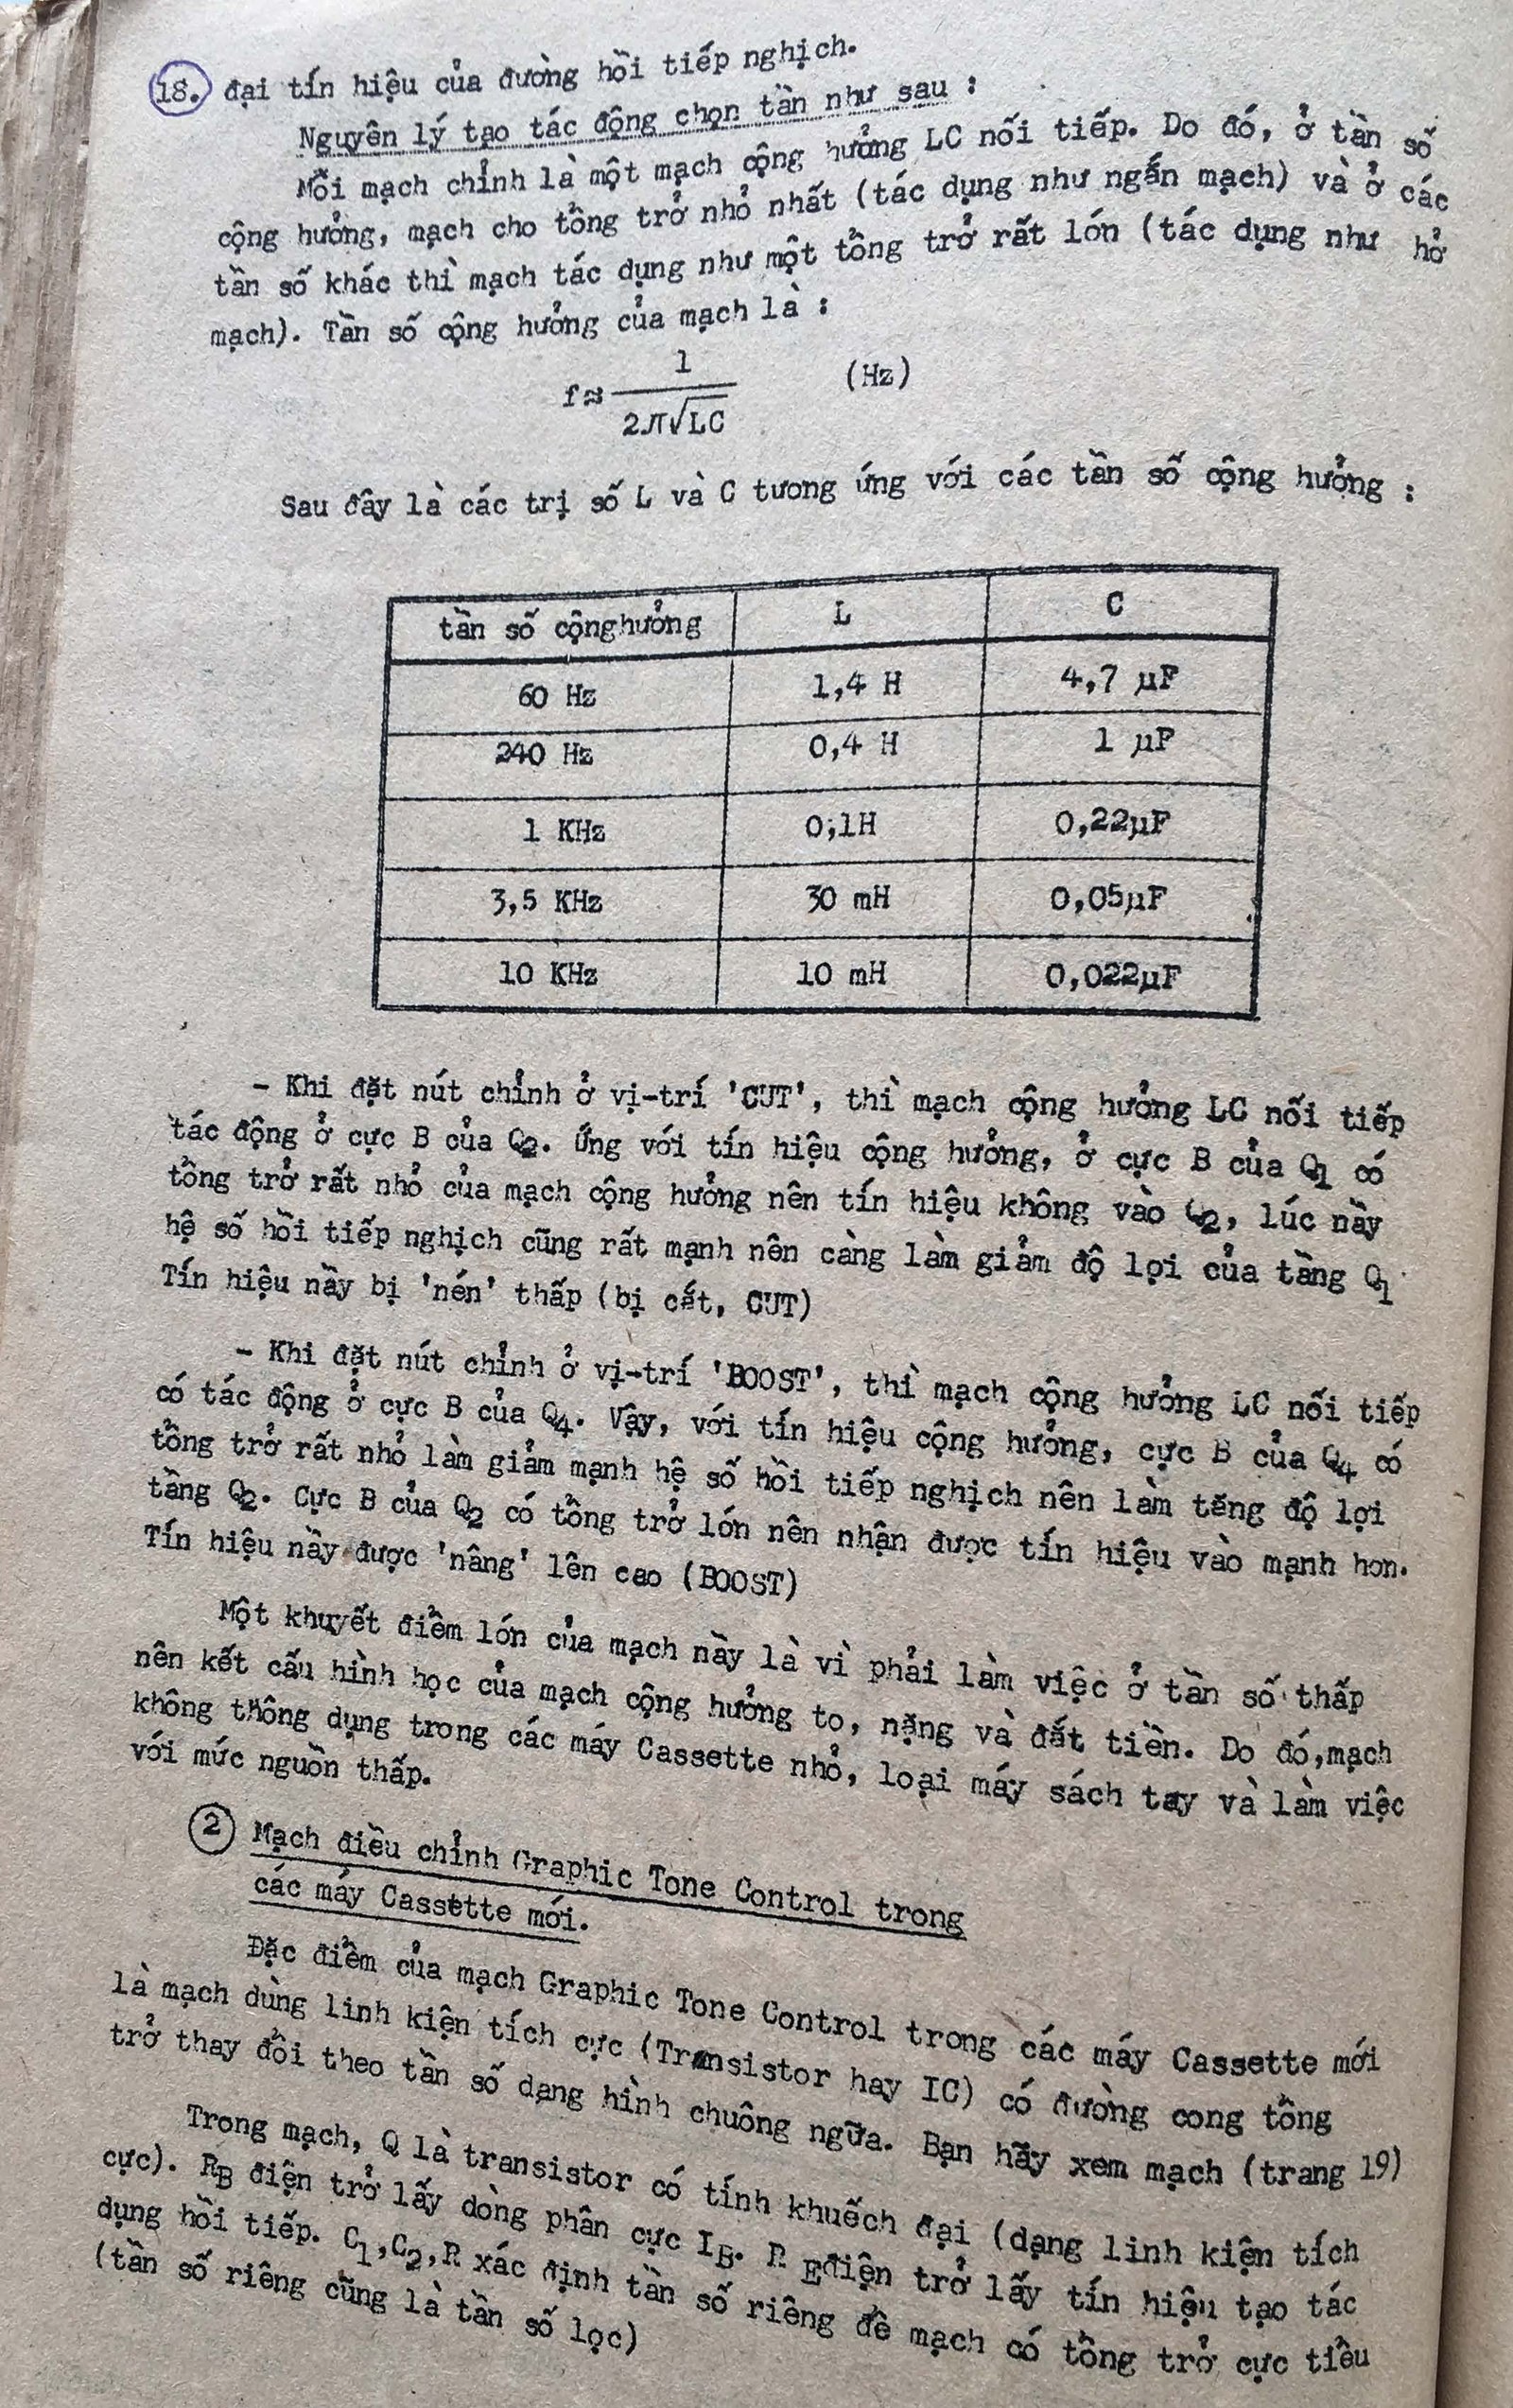 18. đại tín hiệu của đường hồi tiếp nghịch.
Nguyên lý tạo tác động chọn tần như sau :
Mỗi mạch chỉnh là một mạch cộng hưởng LC nối tiếp. Do đó, ở tần số
cộng hưởng, mạch cho tổng trở nhỏ nhất (tác dụng như ngắn mạch) và ở các
tần số khác thì mạch tác dụng như một tổng trở rất lớn (tác dụng như hở
mạch). Tần số cộng hưởng của mạch là :
f≈ 1 / 2π√LC (Hz)
Sau đây là các trị số L và C tương ứng với các tần số cộng hưởng :
tần số cộnghưởng L C
60 Hz 1,4 H 4,7 µF
240 Hz 0,4 H 1 µF
1 KHz 0,1H 0,22µF
3,5 KHz 30 mH 0,05µF
10 KHz 10 mH 0,022µF
- Khi đặt nút chỉnh ở vị-trí 'CUT', thì mạch cộng hưởng LC nối tiếp
tác động ở cực B của Q2. Ứng với tín hiệu cộng hưởng, ở cực B của Q1 có
tổng trở rất nhỏ của mạch cộng hưởng nên tín hiệu không vào Q2, lúc này
hệ số hồi tiếp nghịch cũng rất mạnh nên càng làm giảm độ lợi của tầng Q1
Tín hiệu nầy bị 'nén' thấp (bị cắt, CUT)
- Khi đặt nút chỉnh ở vị-trí 'BOOST', thì mạch cộng hưởng LC nối tiếp
có tác động ở cực B của Q4. Vậy, với tín hiệu cộng hưởng, cực B của Q4 có
tổng trở rất nhỏ làm giảm mạnh hệ số hồi tiếp nghịch nên làm tăng độ lợi
tầng Q2. Cực B của Q2 có tổng trở lớn nên nhận được tín hiệu vào mạnh hơn.
Tín hiệu nầy được 'nâng' lên cao (BOOST)
Một khuyết điểm lớn của mạch nầy là vì phải làm việc ở tần số thấp
nên kết cấu hình học của mạch cộng hưởng to, nặng và đắt tiền. Do đó,mạch
không thông dụng trong các máy Cassette nhỏ, loại máy sách tay và làm việc
với mức nguồn thấp.
2 Mạch điều chỉnh Graphic Tone Control trong
các máy Cassette mới.
Đặc điểm của mạch Graphic Tone Control trong các máy Cassette mới
là mạch dùng linh kiện tích cực (Transistor hay IC) có đường cong tổng
trở thay đổi theo tần số dạng hình chuông ngữa. Bạn hãy xem mạch (trang 19)
Trong mạch, Q là transistor có tính khuếch đại (dạng linh kiện tích
cực). RB điện trở lấy dòng phân cực IB. R E điện trở lấy tín hiệu tạo tác
dụng hồi tiếp. C1,C2,R xác định tần số riêng để mạch có tổng trở cực tiểu
(tần số riêng cũng là tần số lọc)